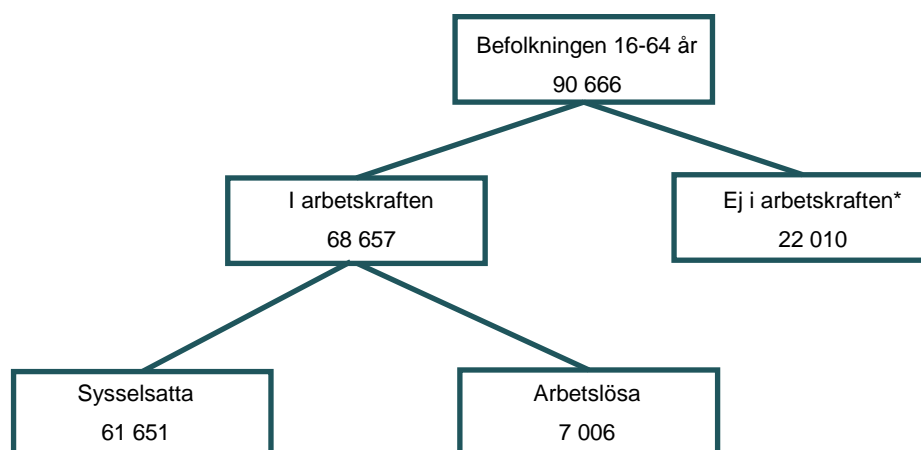 Befolkningen 16-64 år
90 666
I arbetskraften
68 657
Ej i arbetskraften*
22 010
Sysselsatta
61 651
Arbetslösa
7 006